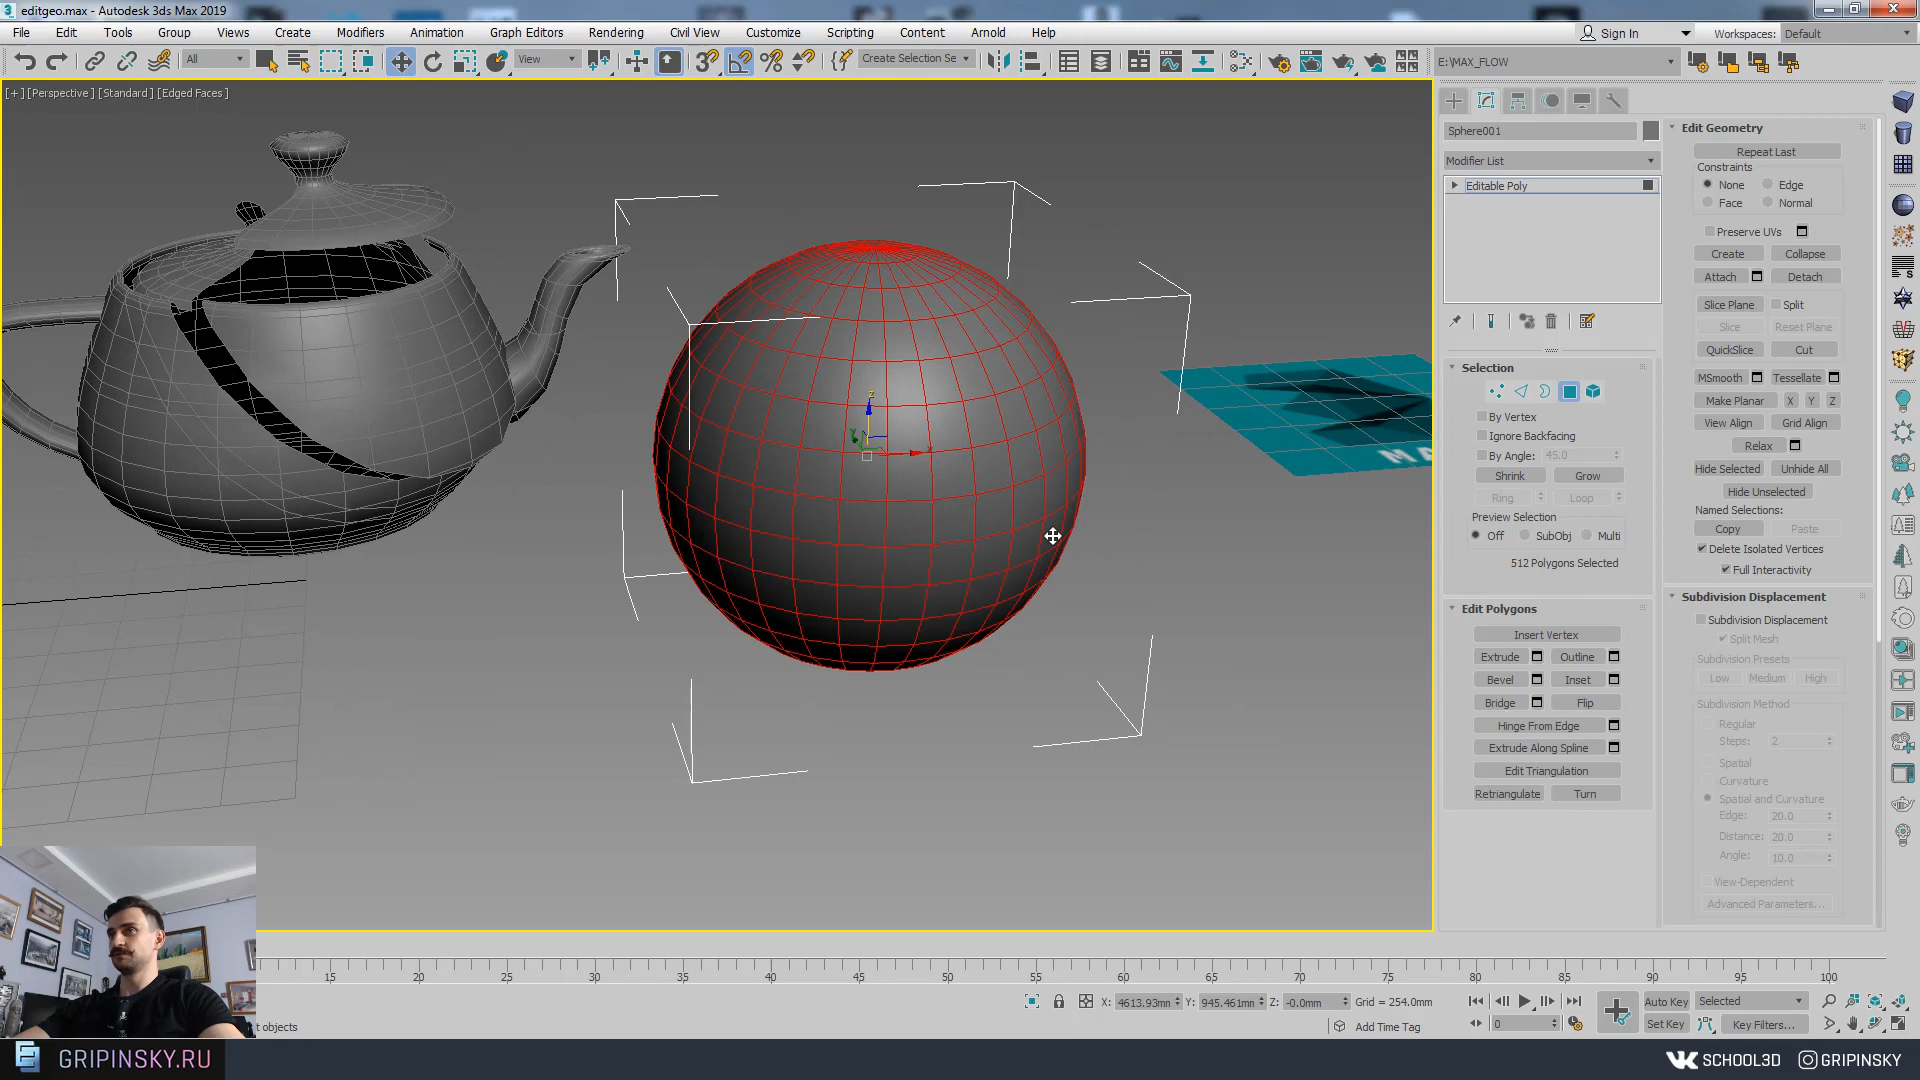 editgeo.max - Autodesk 3ds Max 2019
File Edit Tools Group Views Create Modifiers Animation Graph Editors Rendering Civil View Customize Scripting Content Arnold Help
Sign In Workspaces: Default
All View Create Selection Se E:\MAX_FLOW
[+] [Perspective] [Standard] [Edged Faces]
Sphere001
Modifier List
Editable Poly
Selection
By Vertex
Ignore Backfacing
By Angle: 45.0
Shrink Grow
Ring Loop
Preview Selection
Off SubObj Multi
512 Polygons Selected
Edit Polygons
Insert Vertex
Extrude Outline
Bevel Inset
Bridge Flip
Hinge From Edge
Extrude Along Spline
Edit Triangulation
Retriangulate Turn
Edit Geometry
Repeat Last
Constraints
None Edge
Face Normal
Preserve UVs
Create Collapse
Attach Detach
Slice Plane Split
Slice Reset Plane
QuickSlice Cut
MSmooth Tessellate
Make Planar X Y Z
View Align Grid Align
Relax
Hide Selected Unhide All
Hide Unselected
Named Selections:
Copy Paste
Delete Isolated Vertices
Full Interactivity
Subdivision Displacement
Subdivision Displacement
Split Mesh
Subdivision Presets
Low Medium High
Subdivision Method
Regular
Steps: 2
Spatial
Curvature
Spatial and Curvature
Edge: 20.0
Distance: 20.0
Angle: 10.0
View-Dependent
Advanced Parameters...
z
x
15 20 25 30 35 40 45 50 55 60 65 70 75 80 85 90 95 100
X: 4613.93mm Y: 945.461mm Z: -0.0mm Grid = 254.0mm
Auto Key Selected
t objects
Add Time Tag
0
Set Key Key Filters...
GRIPINSKY.RU
SCHOOL3D GRIPINSKY